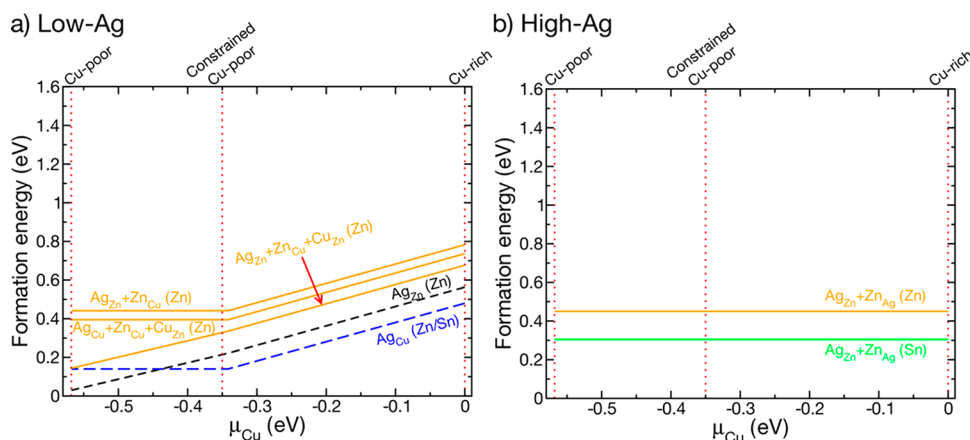 a) Low-Ag
Cu-poor
Constrained
Cu-poor
Cu-rich
Formation energy (eV)
1.6
1.4
1.2
1
0.8
0.6
0.4
0.2
0
Ag_Zn+Zn_Cu+Cu_Zn (Zn)
Ag_Zn+Zn_Cu (Zn)
Ag_Zn (Zn)
Ag_Cu+Zn_Cu+Cu_Zn (Zn)
Ag_Cu (Zn/Sn)
-0.5
-0.4
-0.3
-0.2
-0.1
0
μ_Cu (eV)
b) High-Ag
Cu-poor
Constrained
Cu-poor
Cu-rich
Formation energy (eV)
1.6
1.4
1.2
1
0.8
0.6
0.4
0.2
0
Ag_Zn+Zn_Ag (Zn)
Ag_Zn+Zn_Ag (Sn)
-0.5
-0.4
-0.3
-0.2
-0.1
0
μ_Cu (eV)